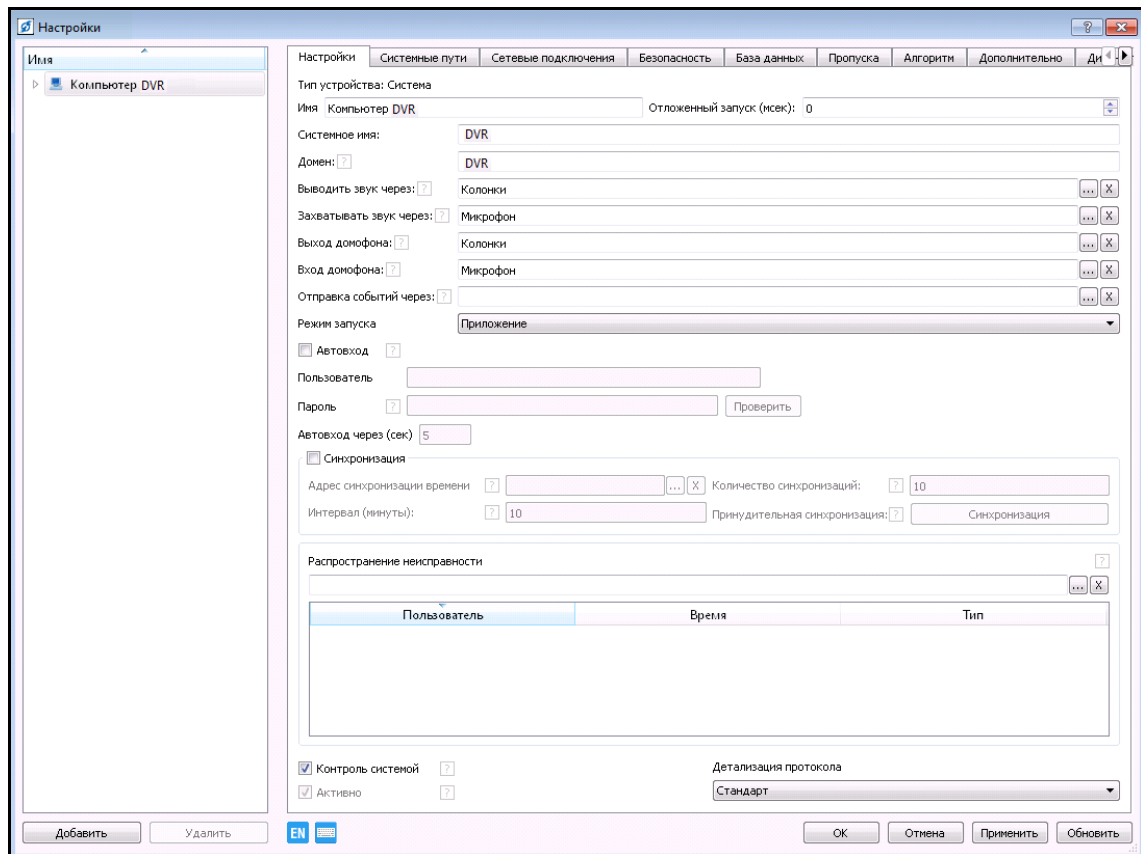 Настройки
?
Имя
Компьютер DVR
Настройки Системные пути Сетевые подключения Безопасность База данных Пропуска Алгоритм Дополнительно
Тип устройства: Система
Имя Компьютер DVR Отложенный запуск (мсек): 0
Системное имя: DVR
Домен: ? DVR
Выводить звук через: ? Колонки ... X
Захватывать звук через: ? Микрофон ... X
Выход домофона: ? Колонки ... X
Вход домофона: ? Микрофон ... X
Отправка событий через: ? ... X
Режим запуска Приложение
Автовход ?
Пользователь
Пароль ? Проверить
Автовход через (сек) 5
Синхронизация
Адрес синхронизации времени ? ... X Количество синхронизаций: ? 10
Интервал (минуты): ? 10 Принудительная синхронизация: ? Синхронизация
Распространение неисправности ?
... X
Пользователь Время Тип
Контроль системой ? Детализация протокола
Активно ? Стандарт
Добавить Удалить EN OK Отмена Применить Обновить